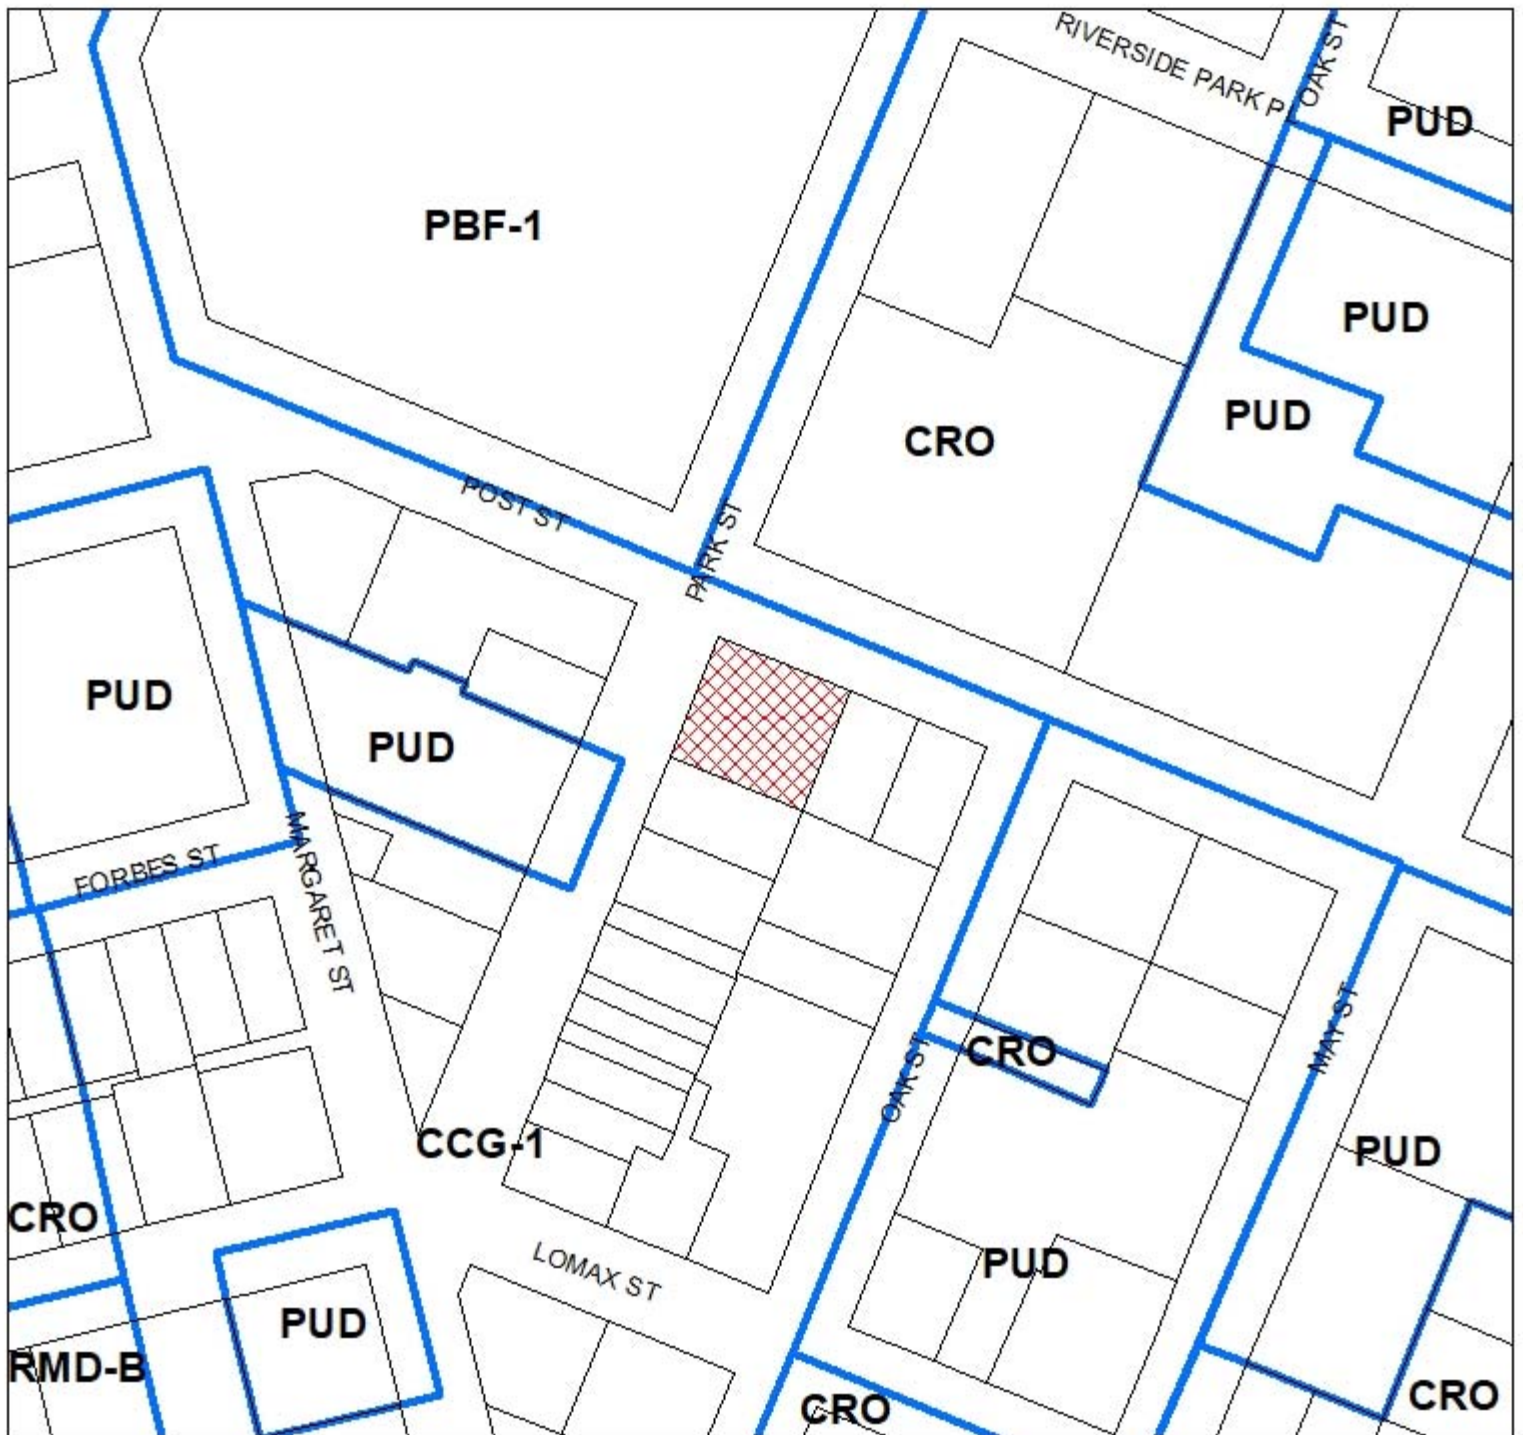 RIVERSIDE PARK P
OAK ST
PUD
PBF-1
PUD
PUD
CRO
POST ST
PARK ST
PUD
PUD
MARGARET ST
FORBES ST
CRO
OAK ST
MAY ST
CCG-1
PUD
CRO
LOMAX ST
PUD
PUD
RMD-B
CRO
CRO